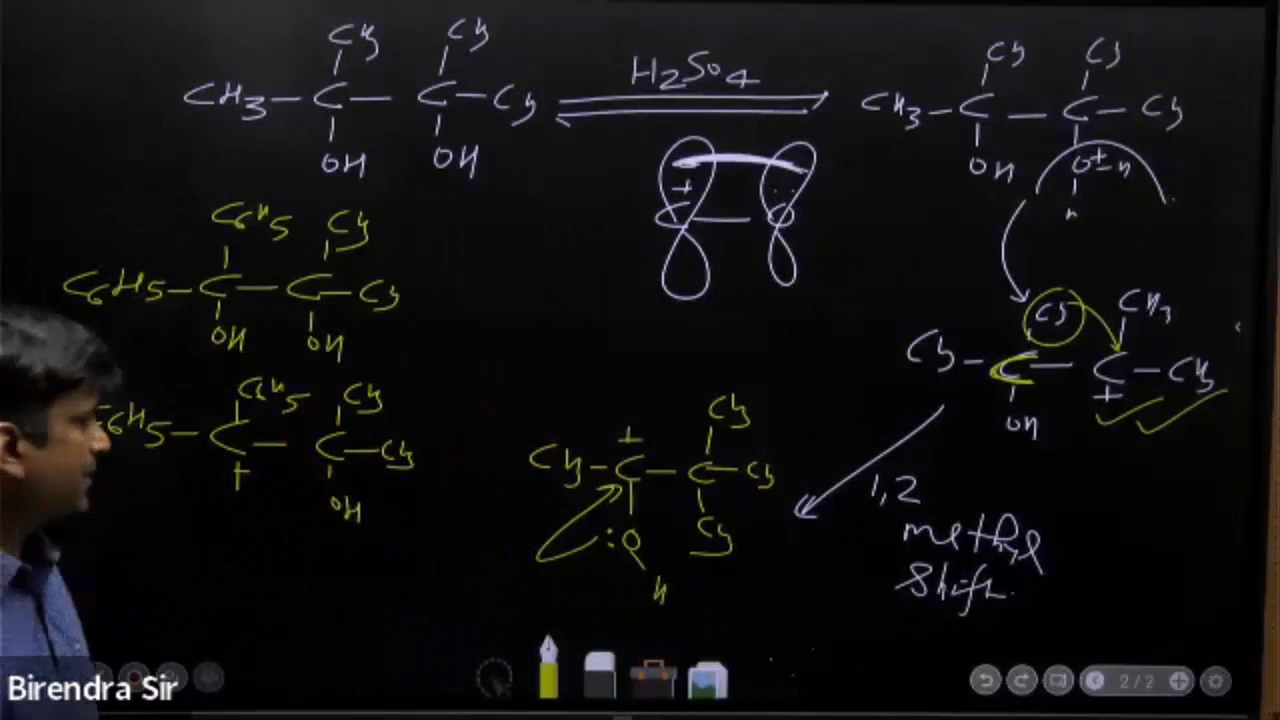 CH3 CH3
H2SO4
CH3 — C — C — CH3
OH OH
CH3 CH3
CH3 — C — C — CH3
OH O+—H
H
+
C — O
C6H5 CH3
C6H5 — C — C — CH3
OH OH
CH3 CH3
CH3 — C — C — CH3
OH +
C6H5 CH3
C6H5 — C — C — CH3
+ OH
+ CH3
CH3 — C — C — CH3
:O CH3
H
1,2
methyl
Shift.
Birendra Sir
2/2